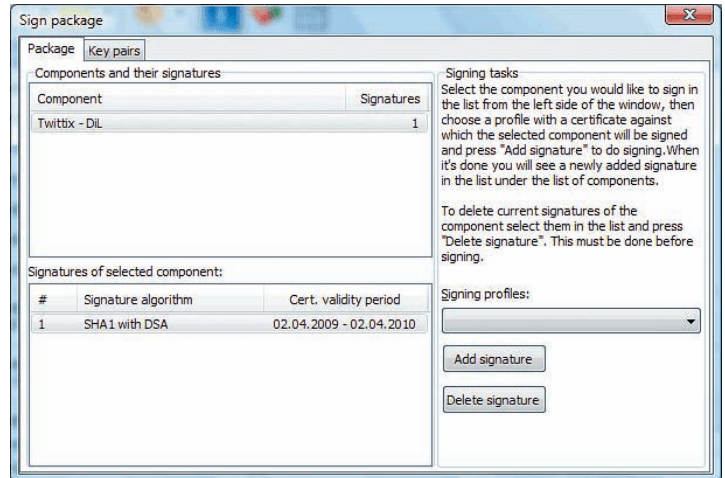 Sign package
Package Key pairs
Components and their signatures
Component Signatures
Twittix - DiL 1
Signatures of selected component:
# Signature algorithm Cert. validity period
1 SHA1 with DSA 02.04.2009 - 02.04.2010
Signing tasks
Select the component you would like to sign in
the list from the left side of the window, then
choose a profile with a certificate against
which the selected component will be signed
and press "Add signature" to do signing.When
it's done you will see a newly added signature
in the list under the list of components.
To delete current signatures of the
component select them in the list and press
"Delete signature". This must be done before
signing.
Signing profiles:
Add signature
Delete signature